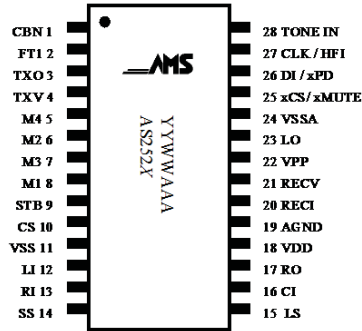 CBN 1
FT1 2
TXO 3
TXV 4
M4 5
M2 6
M3 7
M1 8
STB 9
CS 10
VSS 11
LI 12
RI 13
SS 14
AMS
YYWWAAA
AS252X
28 TONE IN
27 CLK / HFI
26 DI / xPD
25 xCS/ xMUTE
24 VSSA
23 LO
22 VPP
21 RECV
20 RECI
19 AGND
18 VDD
17 RO
16 CI
15 LS